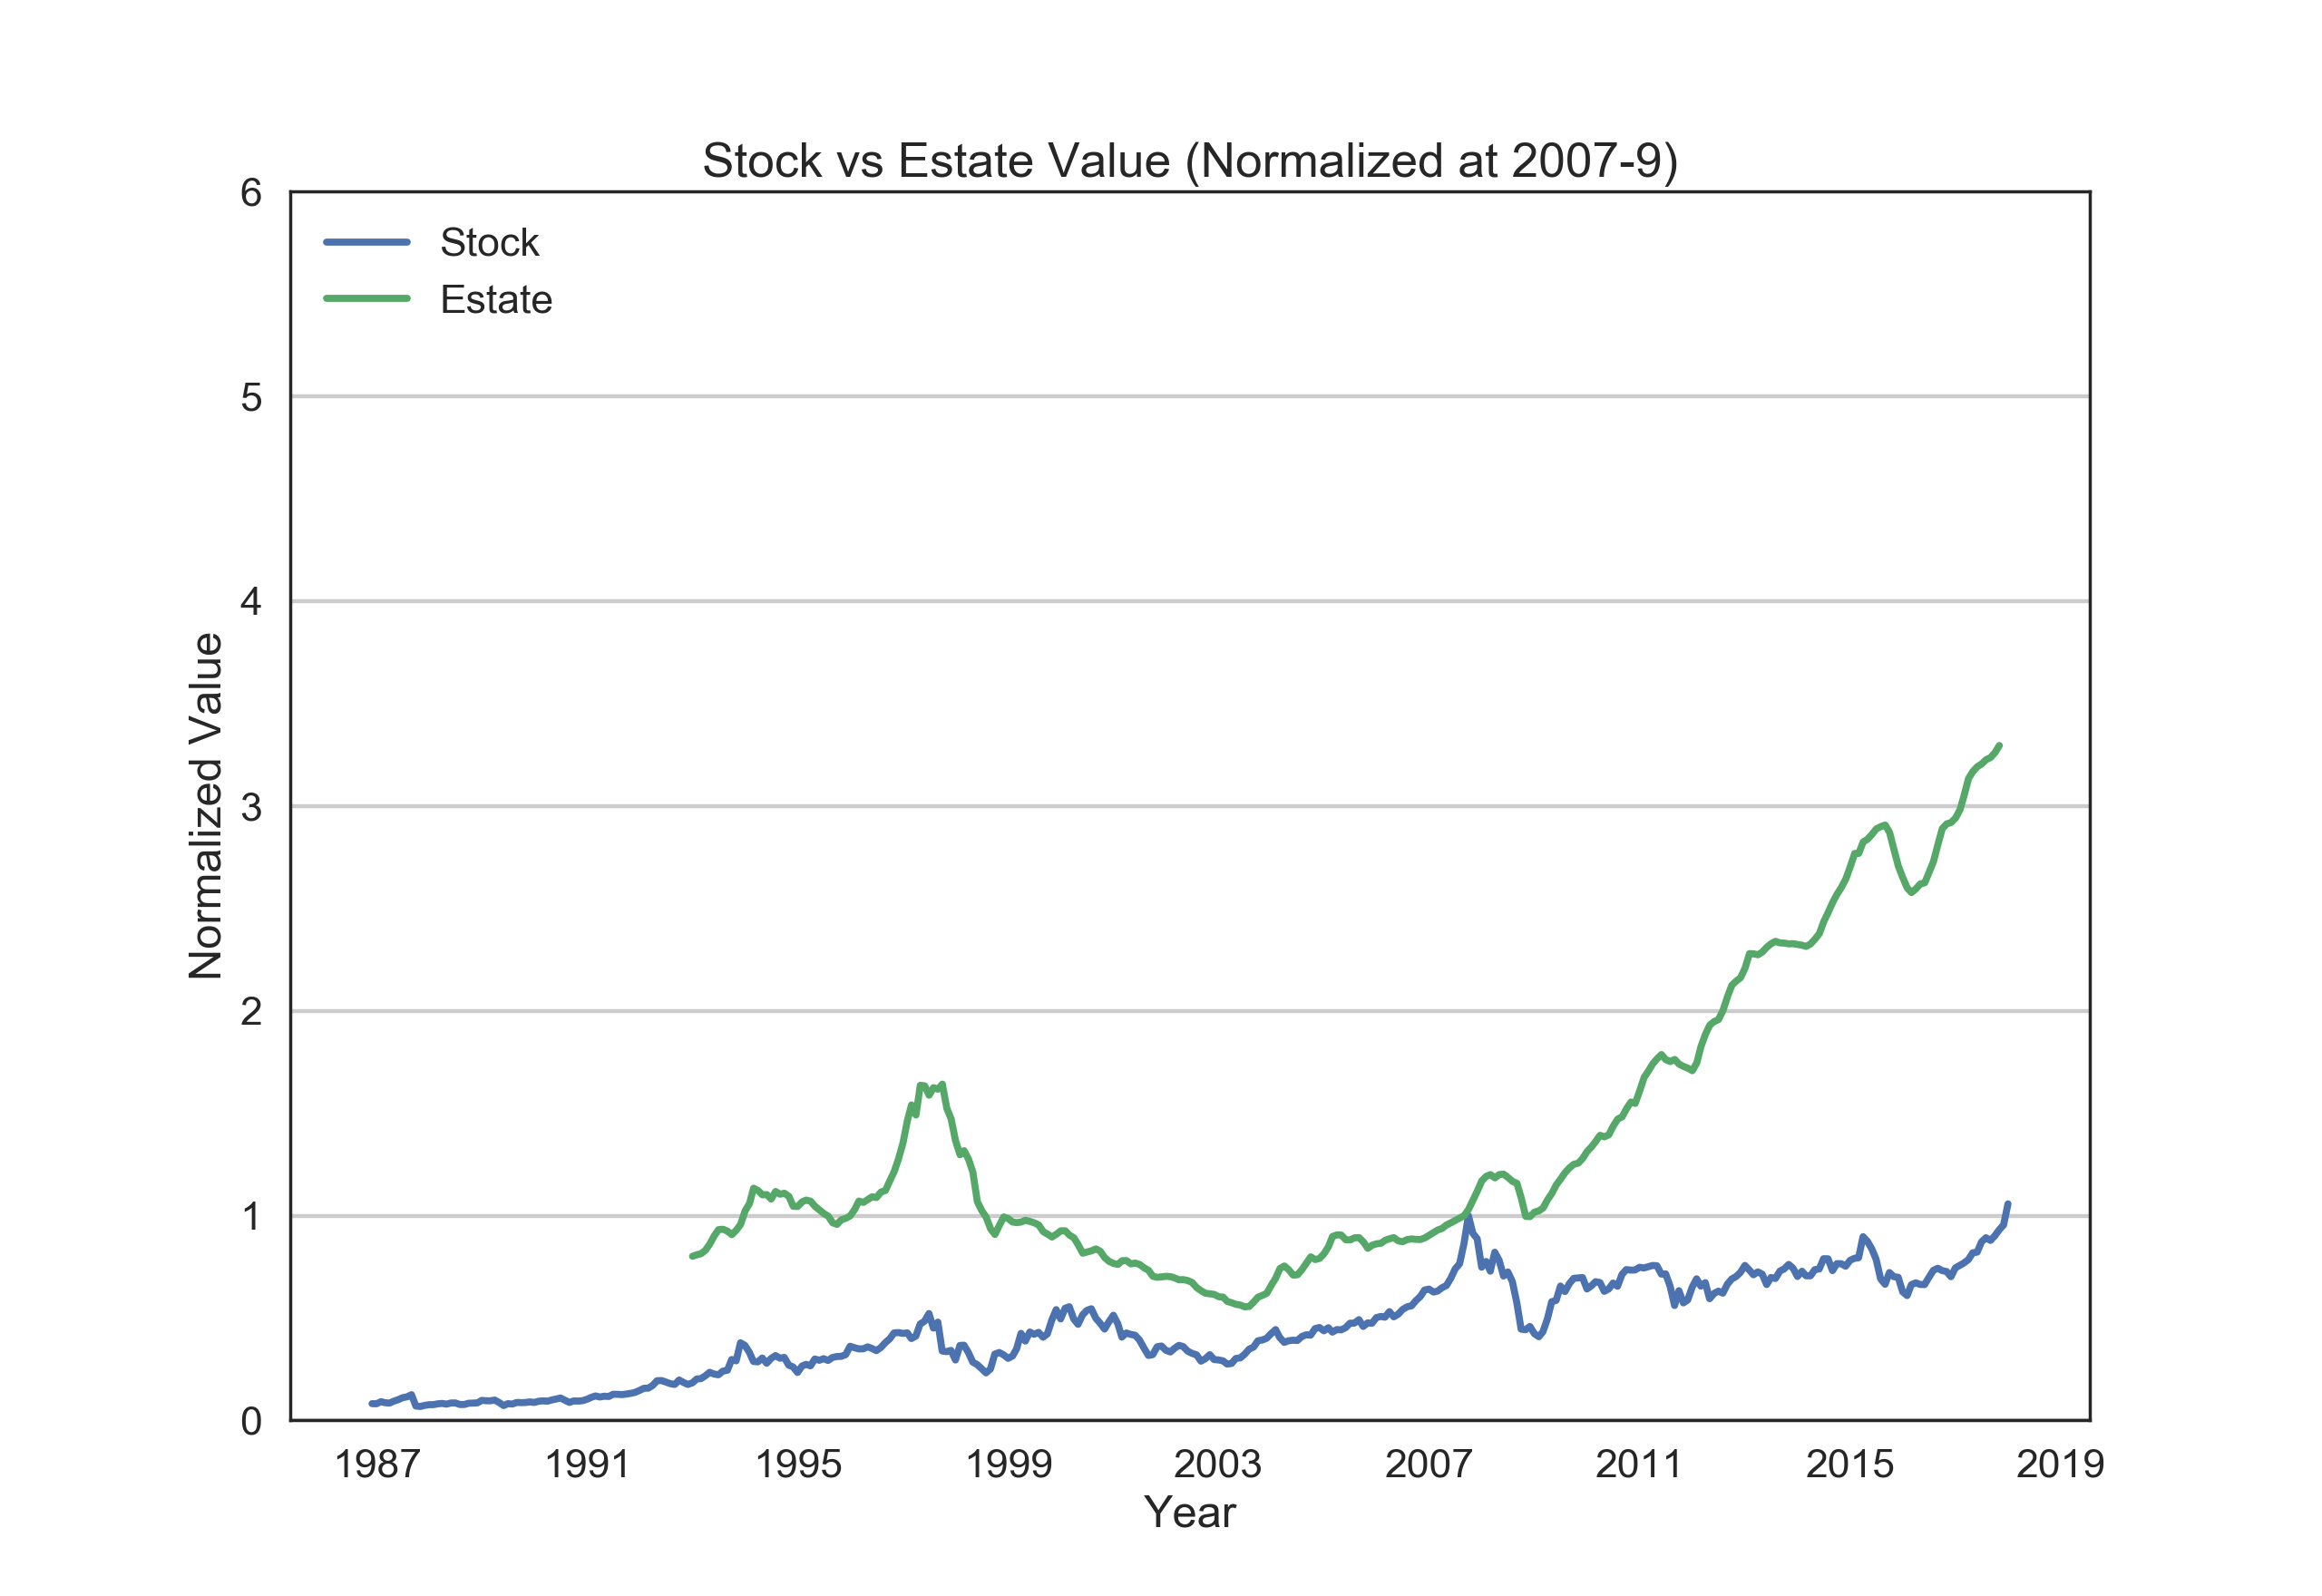 Stock vs Estate Value (Normalized at 2007-9)
6
Stock
Estate
5
4
3
2
1
0
Normalized Value
1987 1991 1995 1999 2003 2007 2011 2015 2019
Year